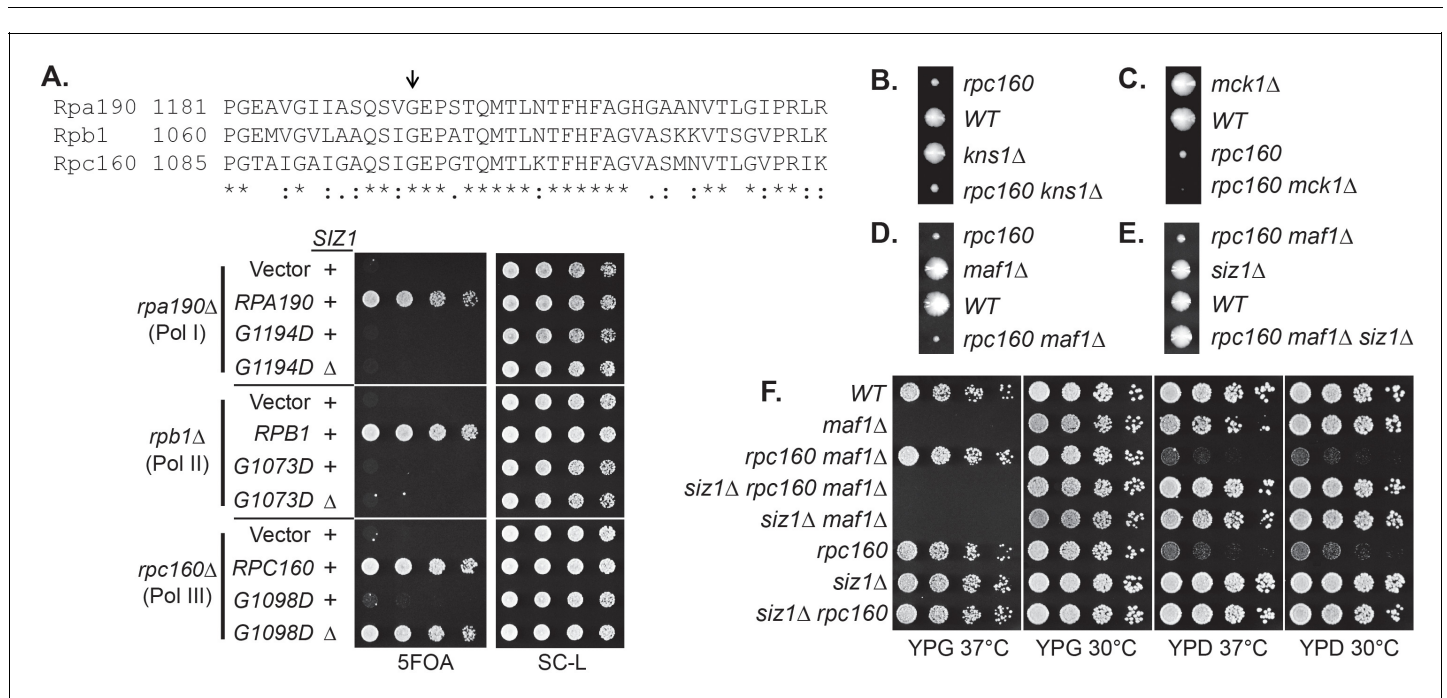 A.
Rpa190 1181 PGEAVGIIASQSVGEPSTQMTLNTFHFAGHGAANVTLGIPRLR
Rpb1 1060 PGEMVGVLAAQSIGEPATQMTLNTFHFAGVASKKVTSGVPRLK
Rpc160 1085 PGTAIGAIGAQSIGEPGTQMTLKTFHFAGVASMNVTLGVPRIK
** :* :.:**:***.*****:****** .: :** *:**::
SIZ1
rpa190Δ
(Pol I)
Vector +
RPA190 +
G1194D +
G1194D Δ
rpb1Δ
(Pol II)
Vector +
RPB1 +
G1073D +
G1073D Δ
rpc160Δ
(Pol III)
Vector +
RPC160 +
G1098D +
G1098D Δ
5FOA SC-L
B.
rpc160
WT
kns1Δ
rpc160 kns1Δ
C.
mck1Δ
WT
rpc160
rpc160 mck1Δ
D.
rpc160
maf1Δ
WT
rpc160 maf1Δ
E.
rpc160 maf1Δ
siz1Δ
WT
rpc160 maf1Δ siz1Δ
F.
WT
maf1Δ
rpc160 maf1Δ
siz1Δ rpc160 maf1Δ
siz1Δ maf1Δ
rpc160
siz1Δ
siz1Δ rpc160
YPG 37°C YPG 30°C YPD 37°C YPD 30°C